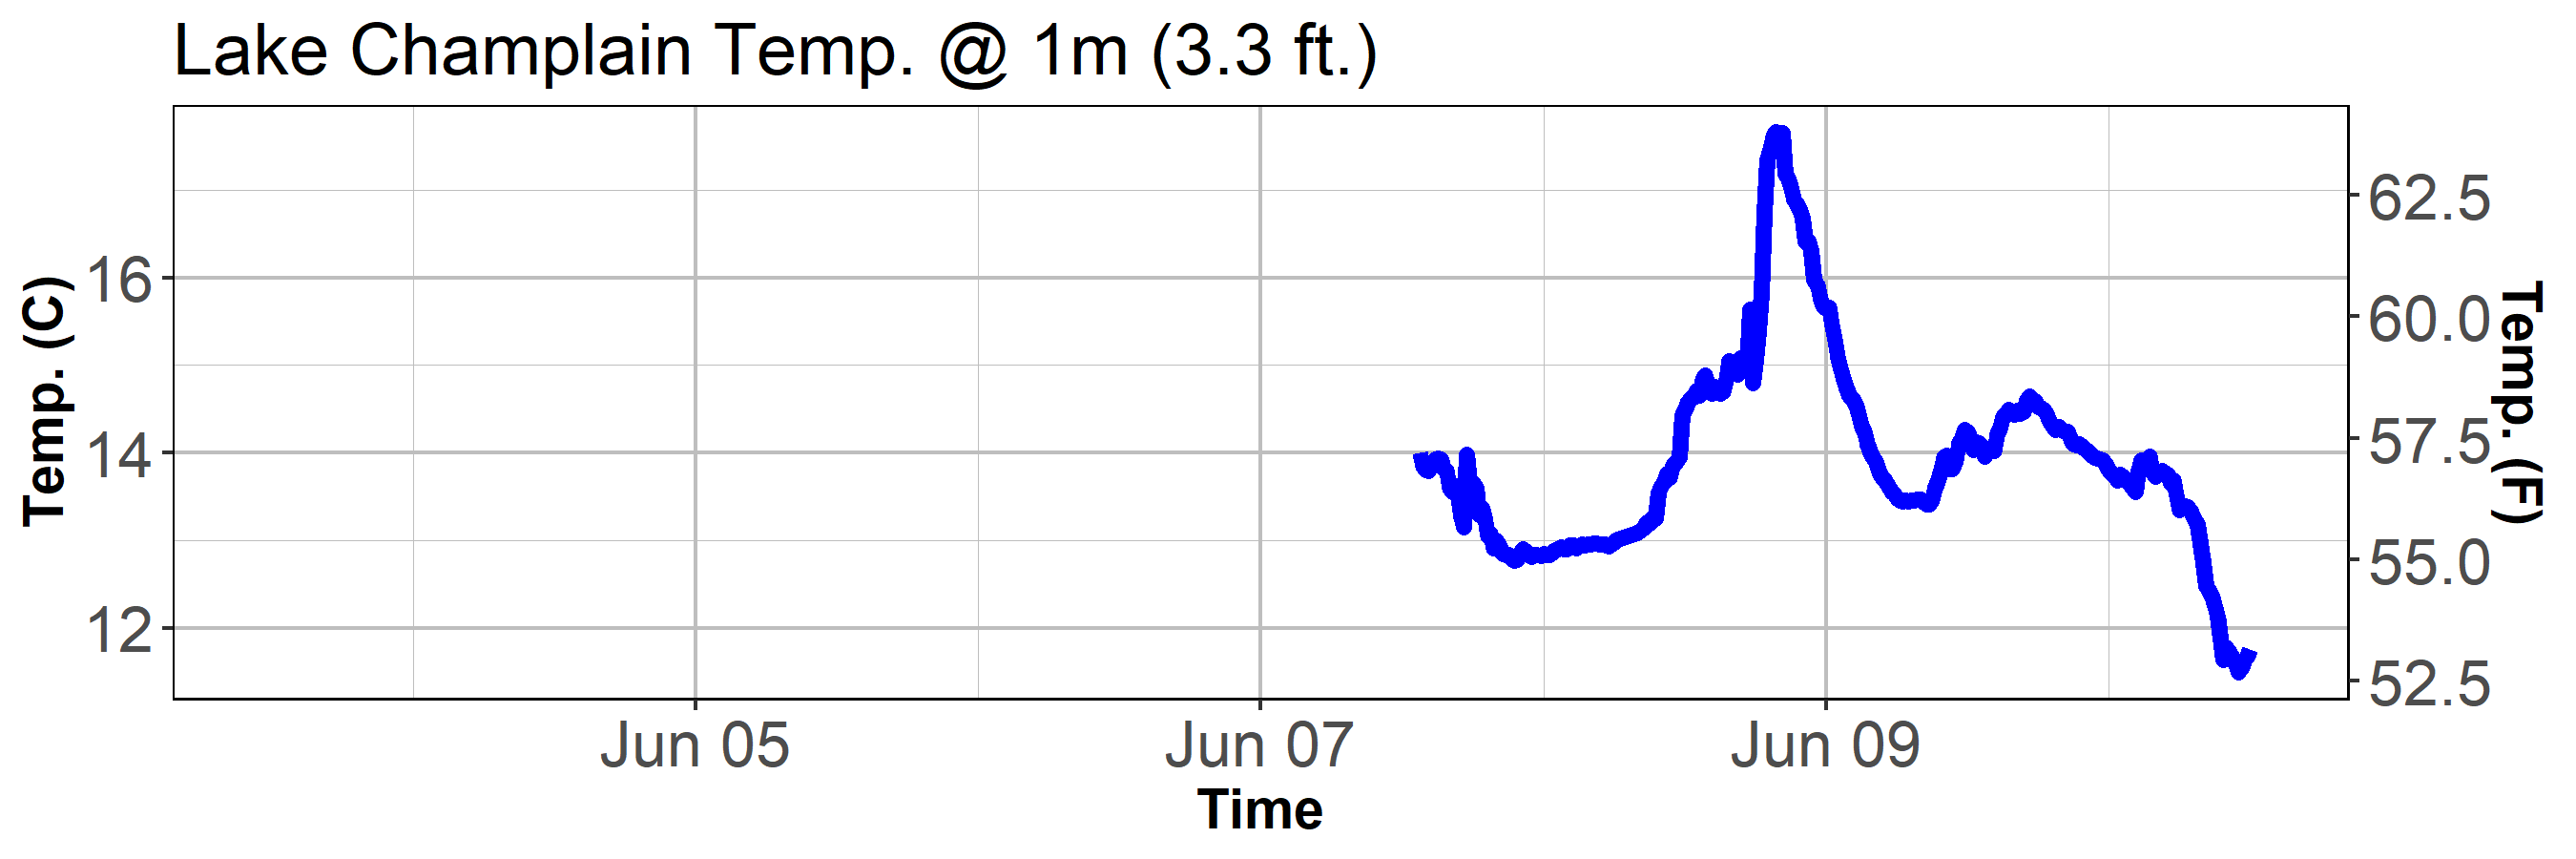 Lake Champlain Temp. @ 1m (3.3 ft.)
Temp. (C)
16
14
12
62.5
60.0
57.5
55.0
52.5
Temp. (F)
Jun 05 Jun 07 Jun 09
Time